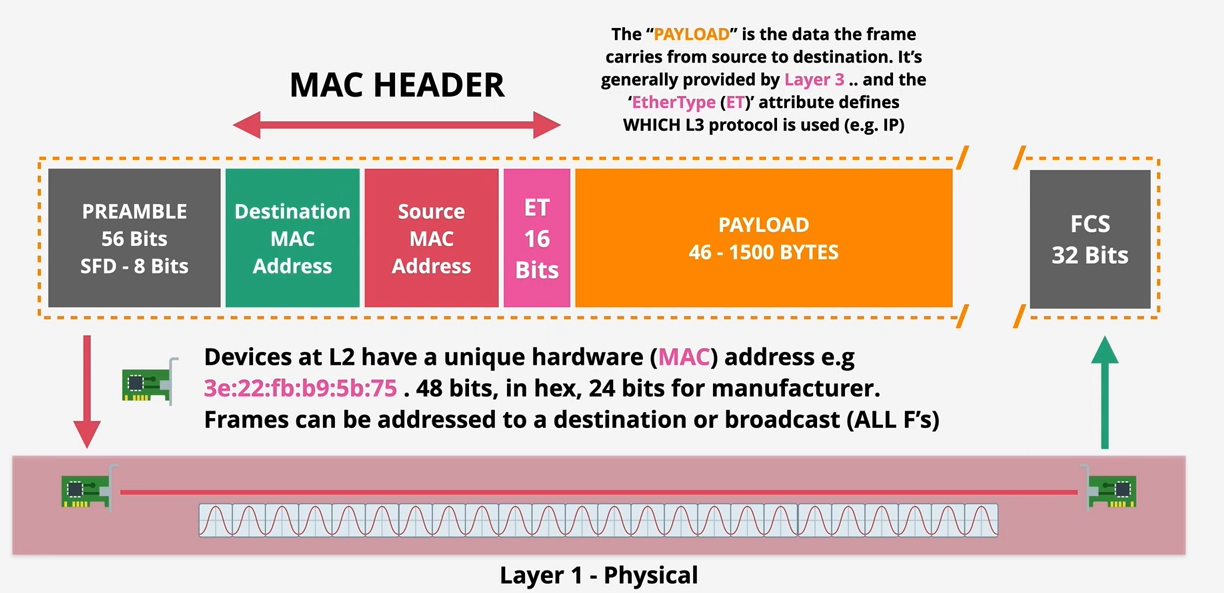 The “PAYLOAD” is the data the frame
carries from source to destination. It’s
generally provided by Layer 3 .. and the
‘EtherType (ET)’ attribute defines
WHICH L3 protocol is used (e.g. IP)
MAC HEADER
PREAMBLE
56 Bits
SFD - 8 Bits
Destination
MAC
Address
Source
MAC
Address
ET
16
Bits
PAYLOAD
46 - 1500 BYTES
FCS
32 Bits
Devices at L2 have a unique hardware (MAC) address e.g
3e:22:fb:b9:5b:75 . 48 bits, in hex, 24 bits for manufacturer.
Frames can be addressed to a destination or broadcast (ALL F’s)
Layer 1 - Physical